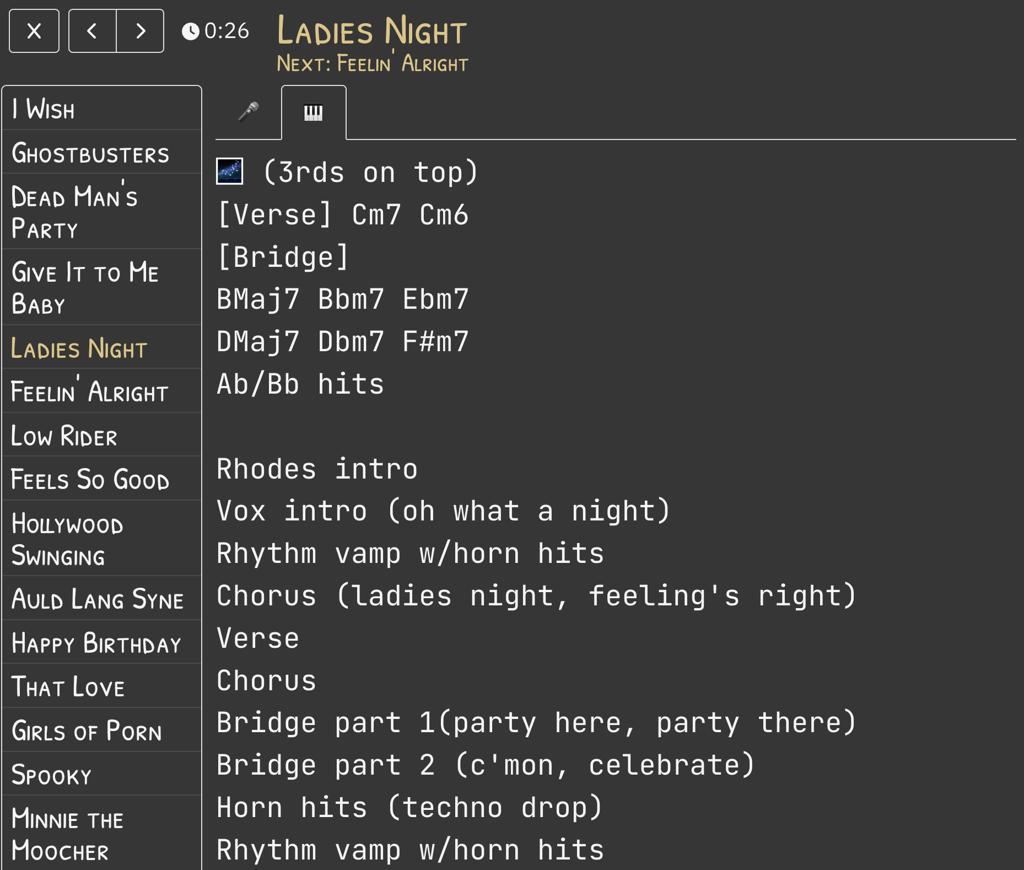 X < > 0:26
Ladies Night
Next: Feelin' Alright
I Wish
Ghostbusters
Dead Man's
Party
Give It to Me
Baby
Ladies Night
Feelin' Alright
Low Rider
Feels So Good
Hollywood
Swinging
Auld Lang Syne
Happy Birthday
That Love
Girls of Porn
Spooky
Minnie the
Moocher
(3rds on top)
[Verse] Cm7 Cm6
[Bridge]
BMaj7 Bbm7 Ebm7
DMaj7 Dbm7 F#m7
Ab/Bb hits
Rhodes intro
Vox intro (oh what a night)
Rhythm vamp w/horn hits
Chorus (ladies night, feeling's right)
Verse
Chorus
Bridge part 1(party here, party there)
Bridge part 2 (c'mon, celebrate)
Horn hits (techno drop)
Rhythm vamp w/horn hits